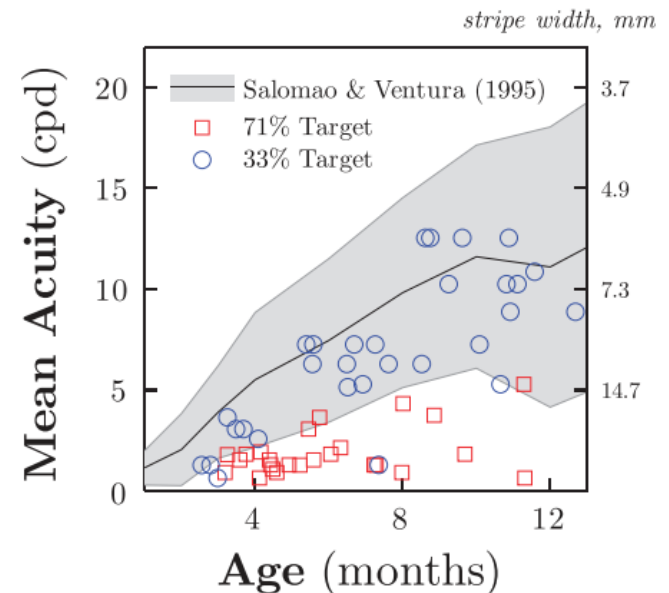 stripe width, mm
Mean Acuity (cpd)
20
15
10
5
0
Salomao & Ventura (1995)
71% Target
33% Target
3.7
4.9
7.3
14.7
4
8
12
Age (months)